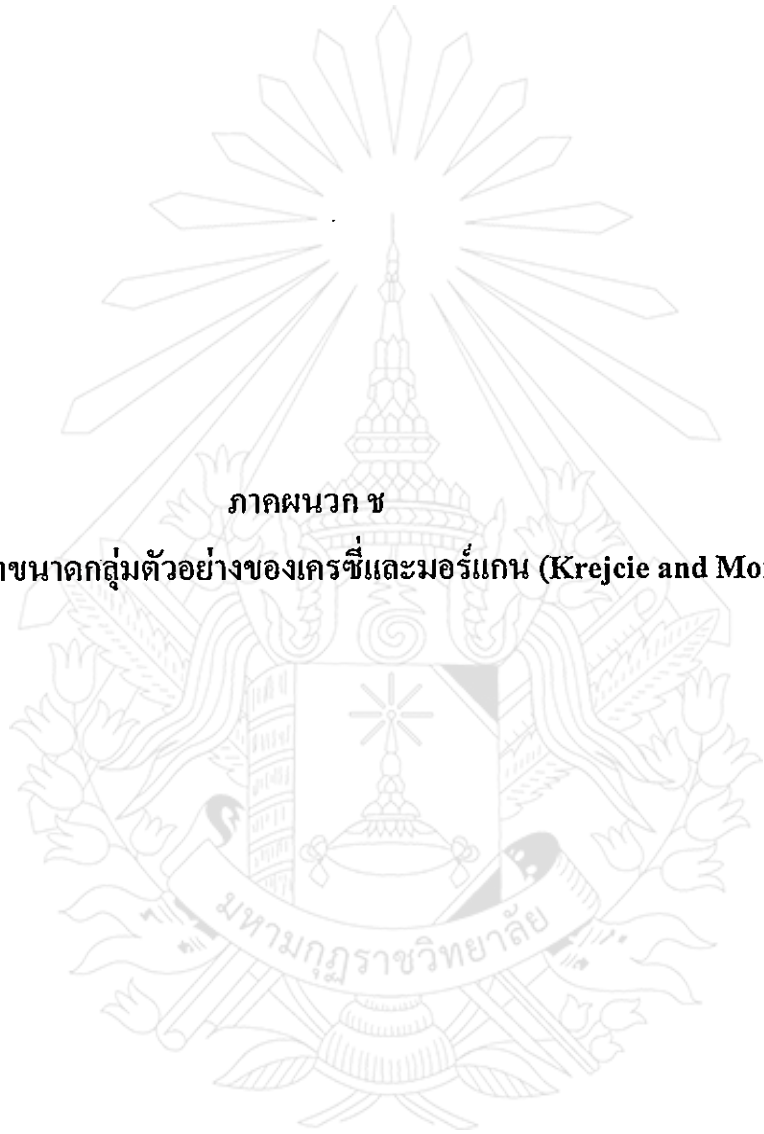 ภาคผนวก ช
ขนาดกลุ่มตัวอย่างของเครซี่และมอร์แกน (Krejcie and Mo
มหามกุฏราชวิทยาลัย